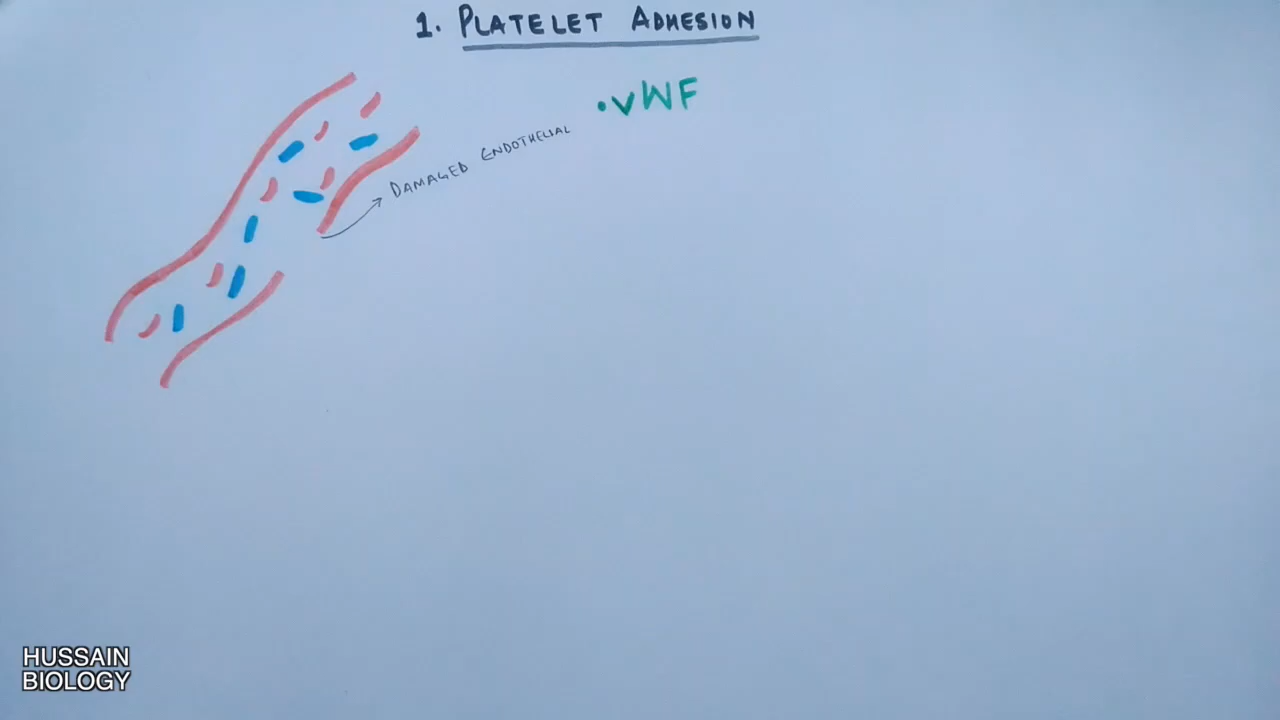 1. PLATELET ADHESION
• VWF
DAMAGED ENDOTHELIAL
HUSSAIN
BIOLOGY